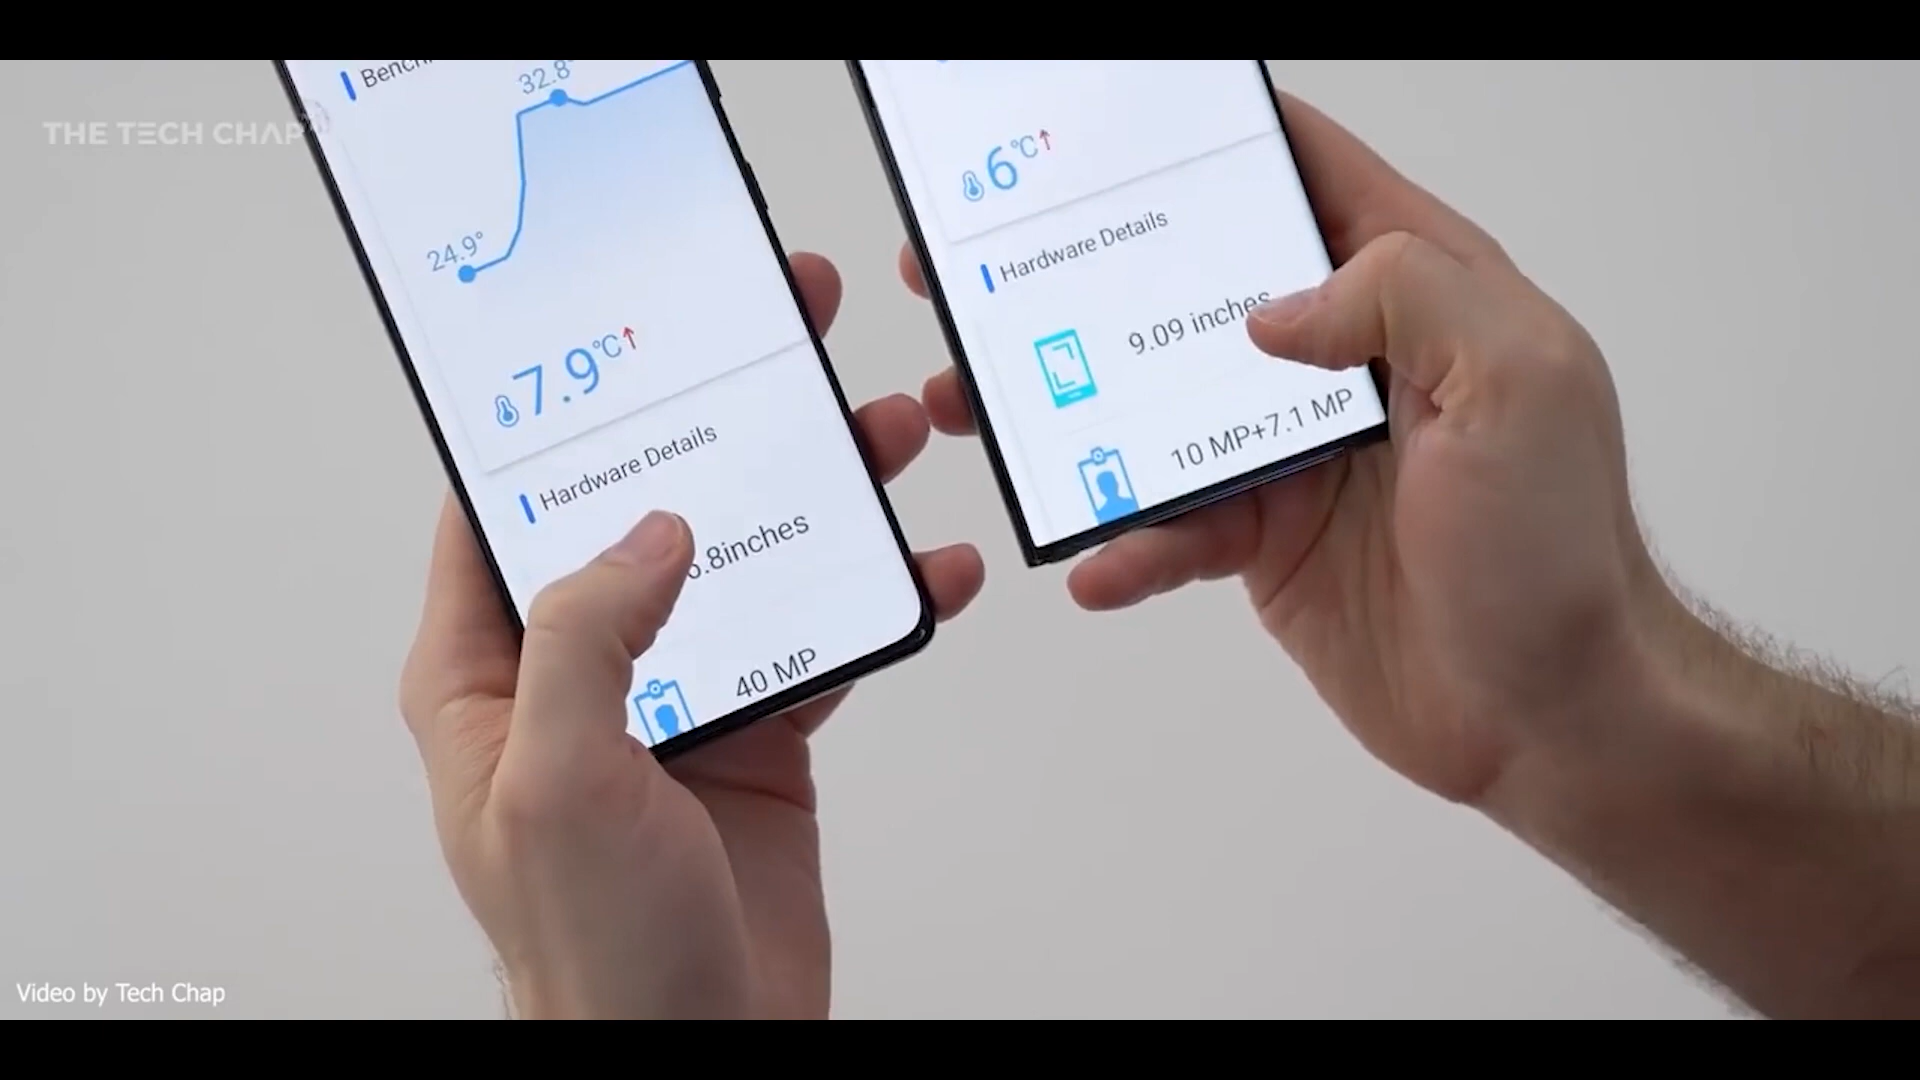 THE TECH CHAP
32.8°
24.9°
7.9°C↑
Hardware Details
6.8inches
40 MP
6°C↑
Hardware Details
9.09 inches
10 MP+7.1 MP
Video by Tech Chap